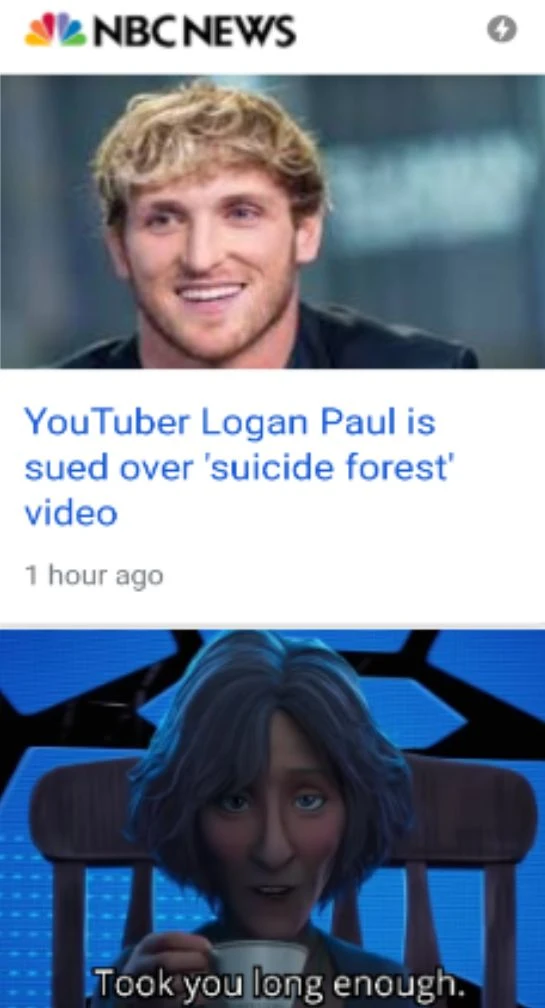 NBC NEWS
YouTuber Logan Paul is
sued over 'suicide forest'
video
1 hour ago
Took you long enough.